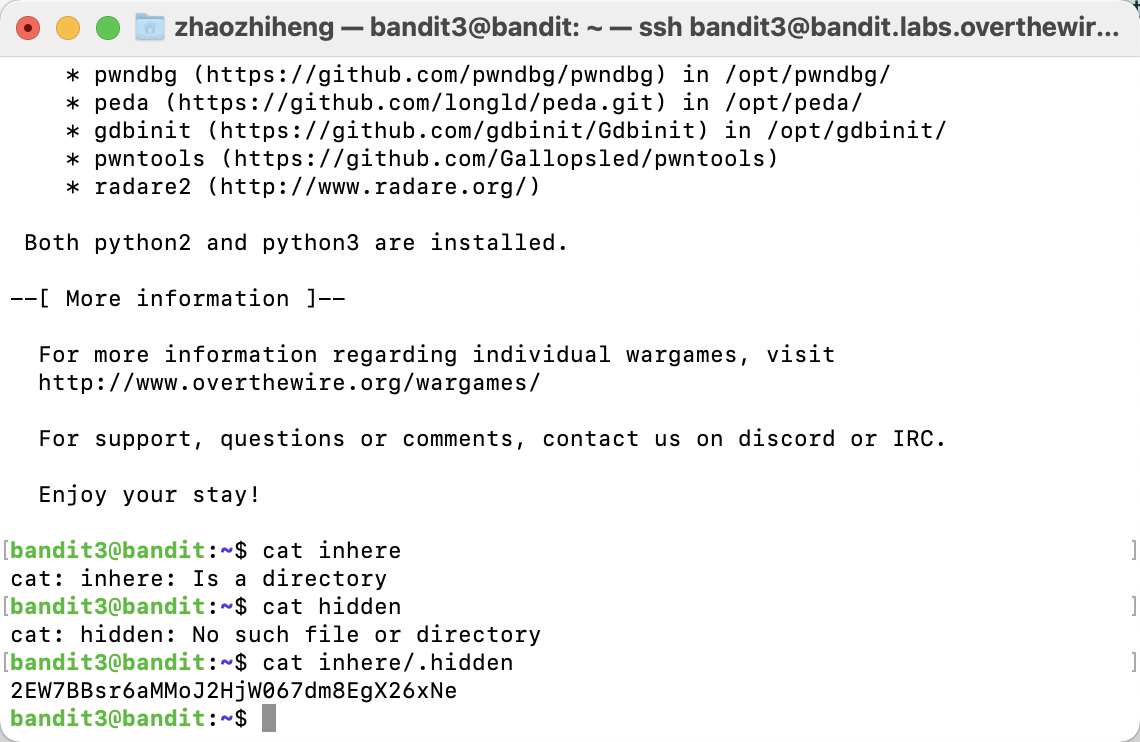 zhaozhiheng — bandit3@bandit: ~ — ssh bandit3@bandit.labs.overthewir...
* pwndbg (https://github.com/pwndbg/pwndbg) in /opt/pwndbg/
* peda (https://github.com/longld/peda.git) in /opt/peda/
* gdbinit (https://github.com/gdbinit/Gdbinit) in /opt/gdbinit/
* pwntools (https://github.com/Gallopsled/pwntools)
* radare2 (http://www.radare.org/)
Both python2 and python3 are installed.
--[ More information ]--
For more information regarding individual wargames, visit
http://www.overthewire.org/wargames/
For support, questions or comments, contact us on discord or IRC.
Enjoy your stay!
[bandit3@bandit:~$ cat inhere ]
cat: inhere: Is a directory
[bandit3@bandit:~$ cat hidden ]
cat: hidden: No such file or directory
[bandit3@bandit:~$ cat inhere/.hidden ]
2EW7BBsr6aMMoJ2HjW067dm8EgX26xNe
bandit3@bandit:~$